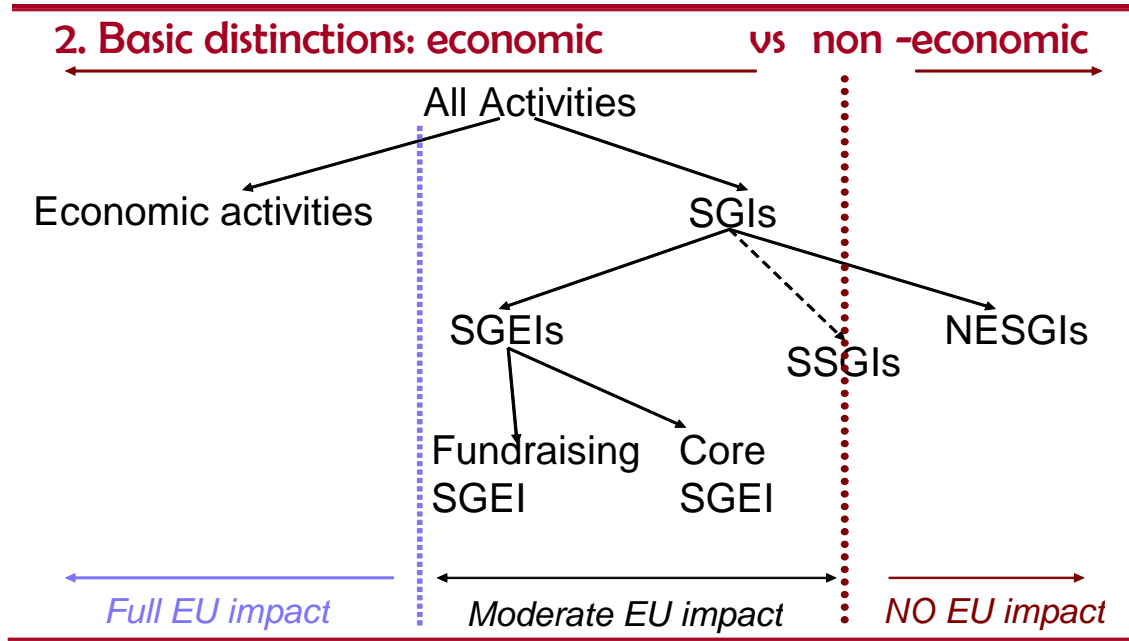 2. Basic distinctions: economic vs non -economic
All Activities
Economic activities
SGIs
SGEIs
NESGIs
SSGIs
Fundraising
SGEI
Core
SGEI
Full EU impact
Moderate EU impact
NO EU impact